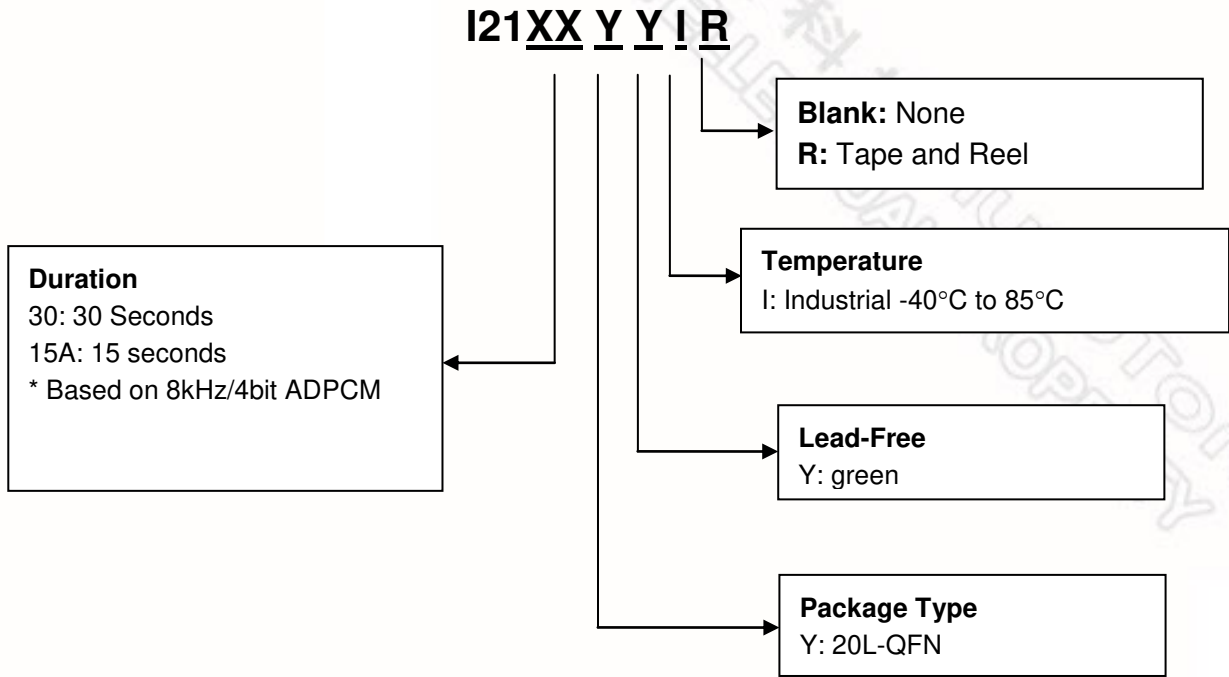 I21XX Y Y I R
Blank: None
R: Tape and Reel
Temperature
I: Industrial -40°C to 85°C
Duration
30: 30 Seconds
15A: 15 seconds
* Based on 8kHz/4bit ADPCM
Lead-Free
Y: green
Package Type
Y: 20L-QFN